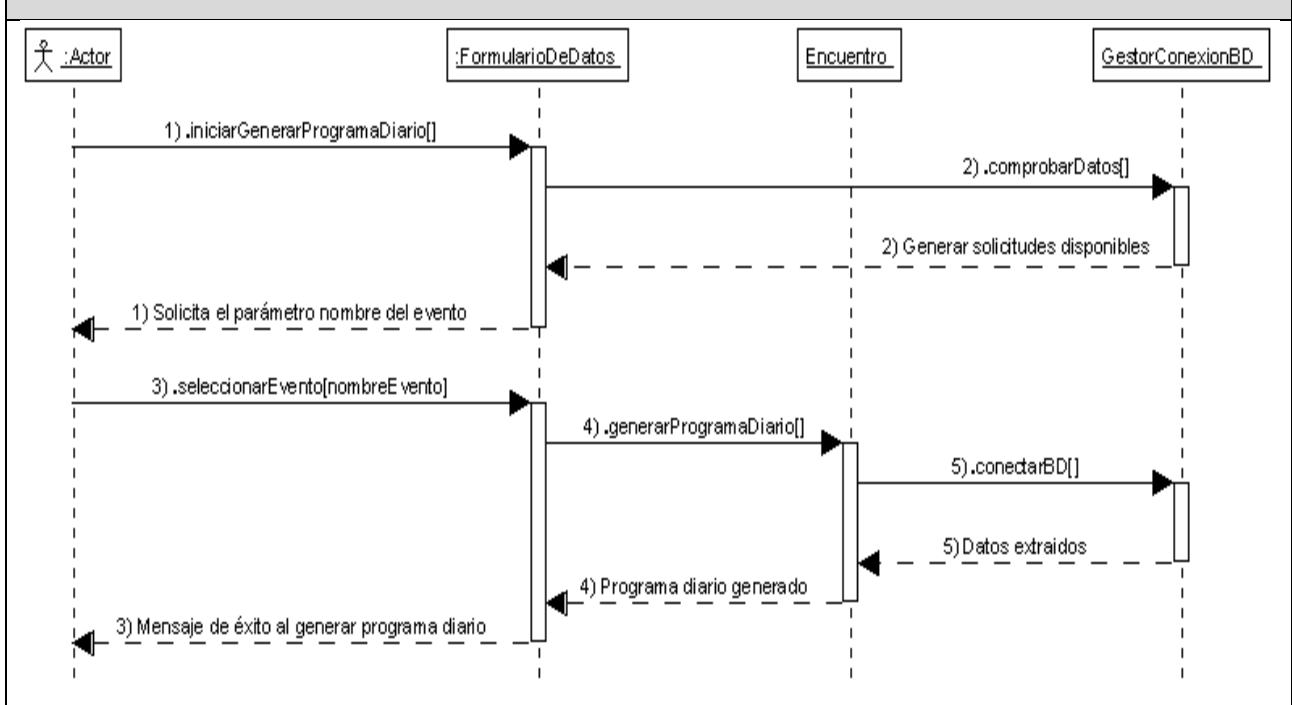 :Actor
:FormularioDeDatos
Encuentro
GestorConexionBD
1) .iniciarGenerarProgramaDiario[]
2) .comprobarDatos[]
2) Generar solicitudes disponibles
1) Solicita el parámetro nombre del evento
3) .seleccionarEvento[nombreEvento]
4) .generarProgramaDiario[]
5) .conectarBD[]
5) Datos extraidos
4) Programa diario generado
3) Mensaje de éxito al generar programa diario